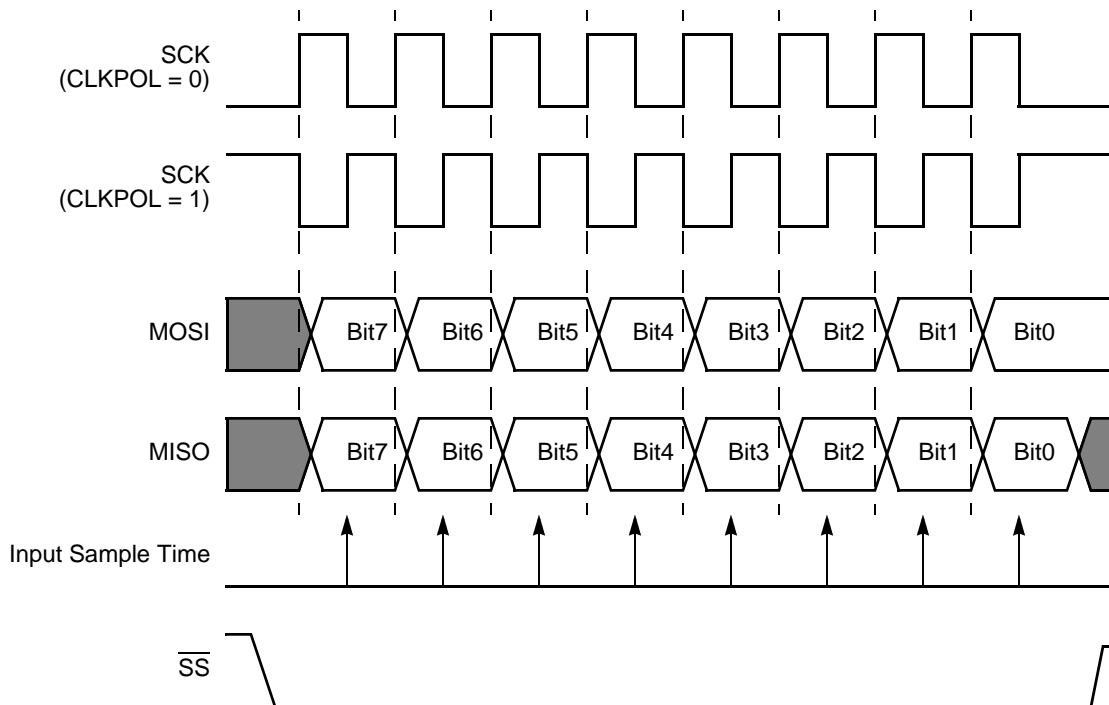 SCK
(CLKPOL = 0)
SCK
(CLKPOL = 1)
MOSI
Bit7 Bit6 Bit5 Bit4 Bit3 Bit2 Bit1 Bit0
MISO
Bit7 Bit6 Bit5 Bit4 Bit3 Bit2 Bit1 Bit0
Input Sample Time
SS